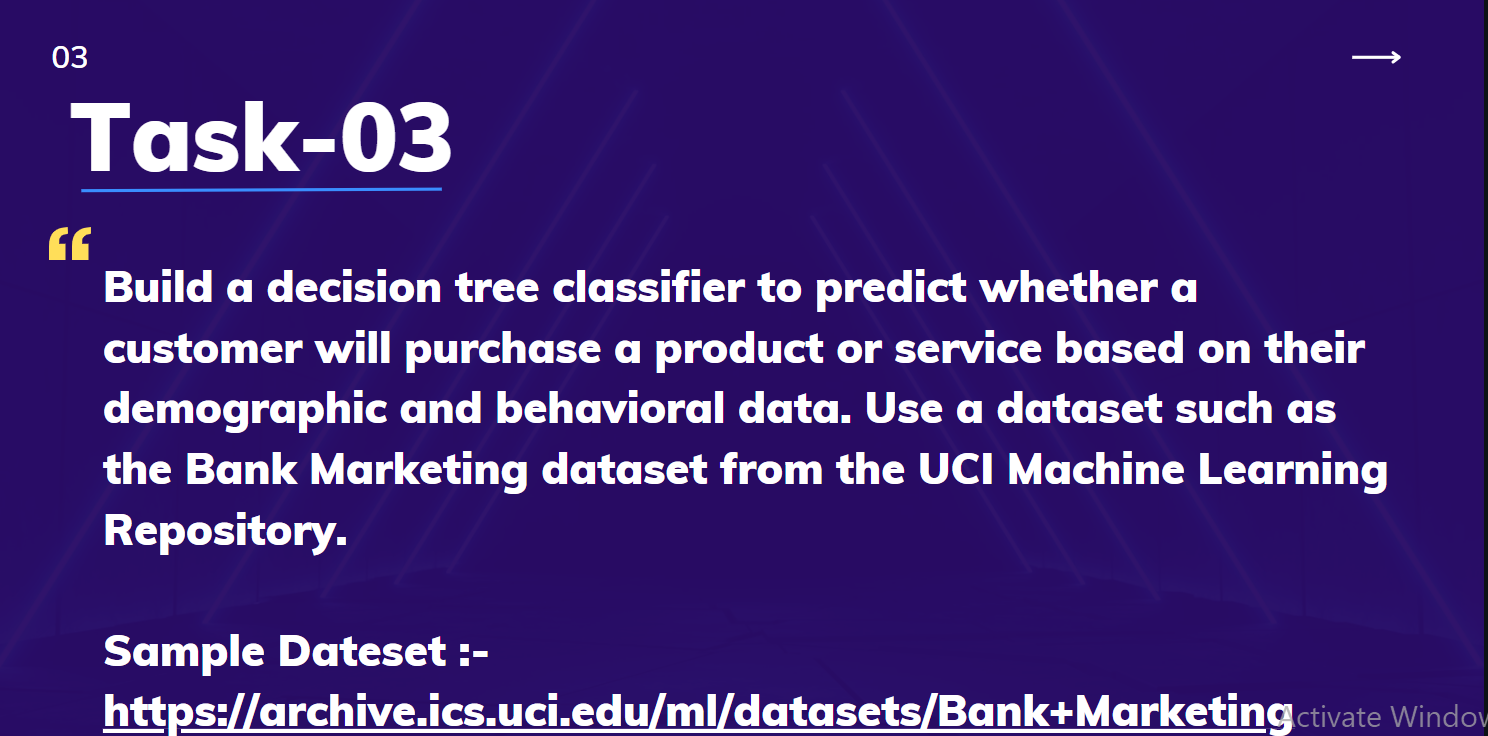 03
Task-03
“
Build a decision tree classifier to predict whether a
customer will purchase a product or service based on their
demographic and behavioral data. Use a dataset such as
the Bank Marketing dataset from the UCI Machine Learning
Repository.
Sample Dateset :-
https://archive.ics.uci.edu/ml/datasets/Bank+Marketing
Activate Window